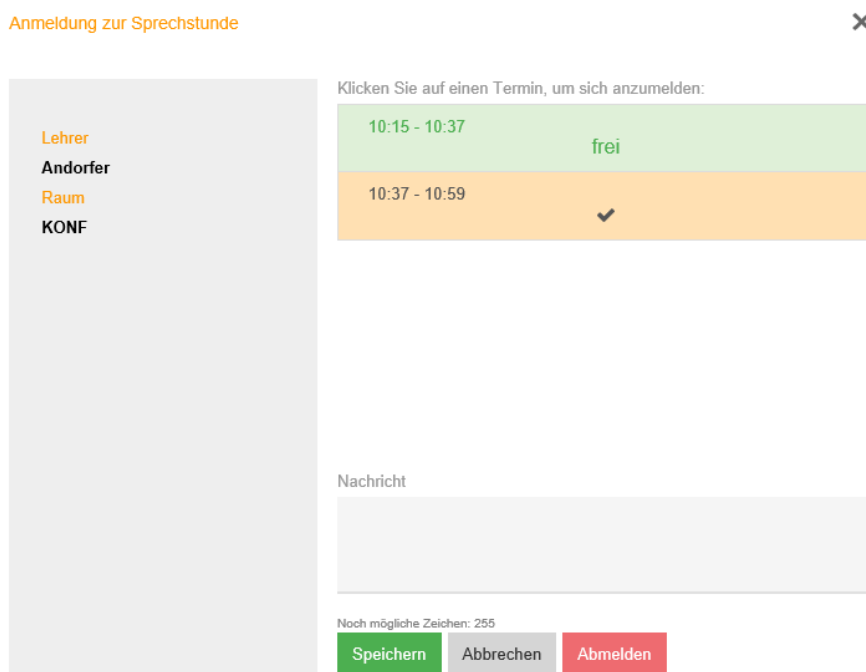 Anmeldung zur Sprechstunde
Lehrer
Andorfer
Raum
KONF
Klicken Sie auf einen Termin, um sich anzumelden:
10:15 - 10:37
frei
10:37 - 10:59
Nachricht
Noch mögliche Zeichen: 255
Speichern Abbrechen Abmelden